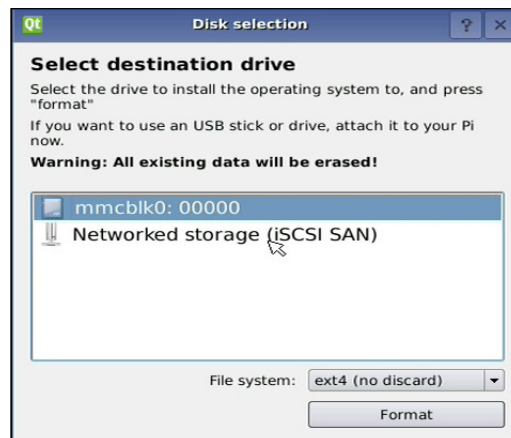 Qt
Disk selection
? ×
Select destination drive
Select the drive to install the operating system to, and press
"format"
If you want to use an USB stick or drive, attach it to your Pi
now.
Warning: All existing data will be erased!
mmcblk0: 00000
Networked storage (iSCSI SAN)
File system: ext4 (no discard)
Format